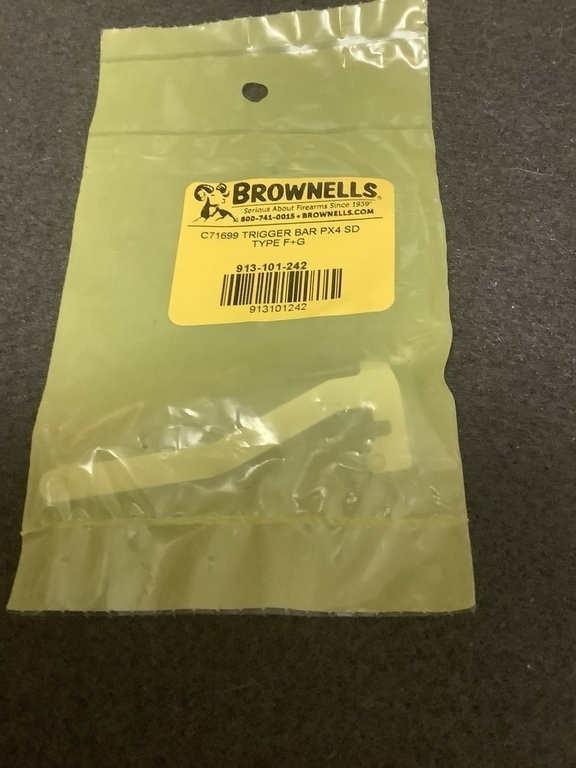 BROWNELLS
Serious About Firearms Since 1939
800-741-0015 • BROWNELLS.COM
C71699 TRIGGER BAR PX4 SD
TYPE F+G
913-101-242
913101242